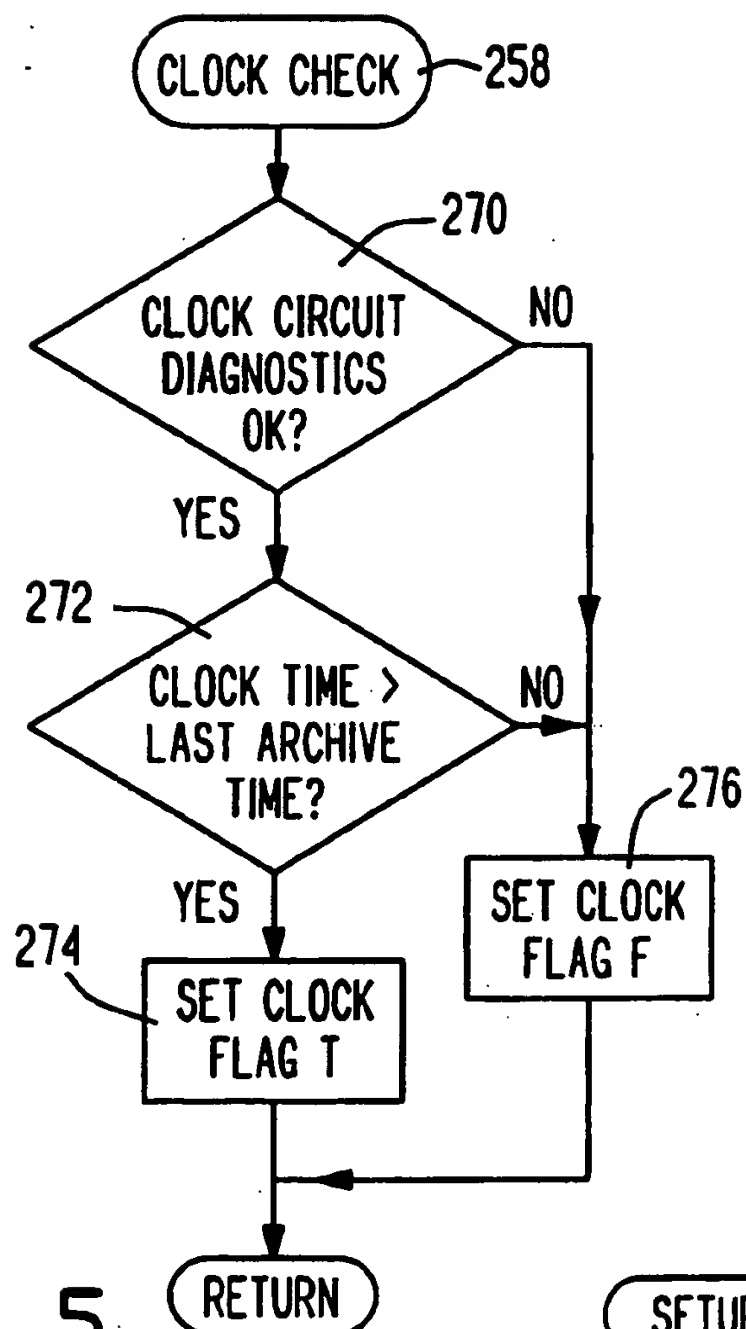 CLOCK CHECK
258
270
CLOCK CIRCUIT
DIAGNOSTICS
OK?
NO
YES
272
CLOCK TIME >
LAST ARCHIVE
TIME?
NO
276
YES
SET CLOCK
FLAG F
274
SET CLOCK
FLAG T
5
RETURN